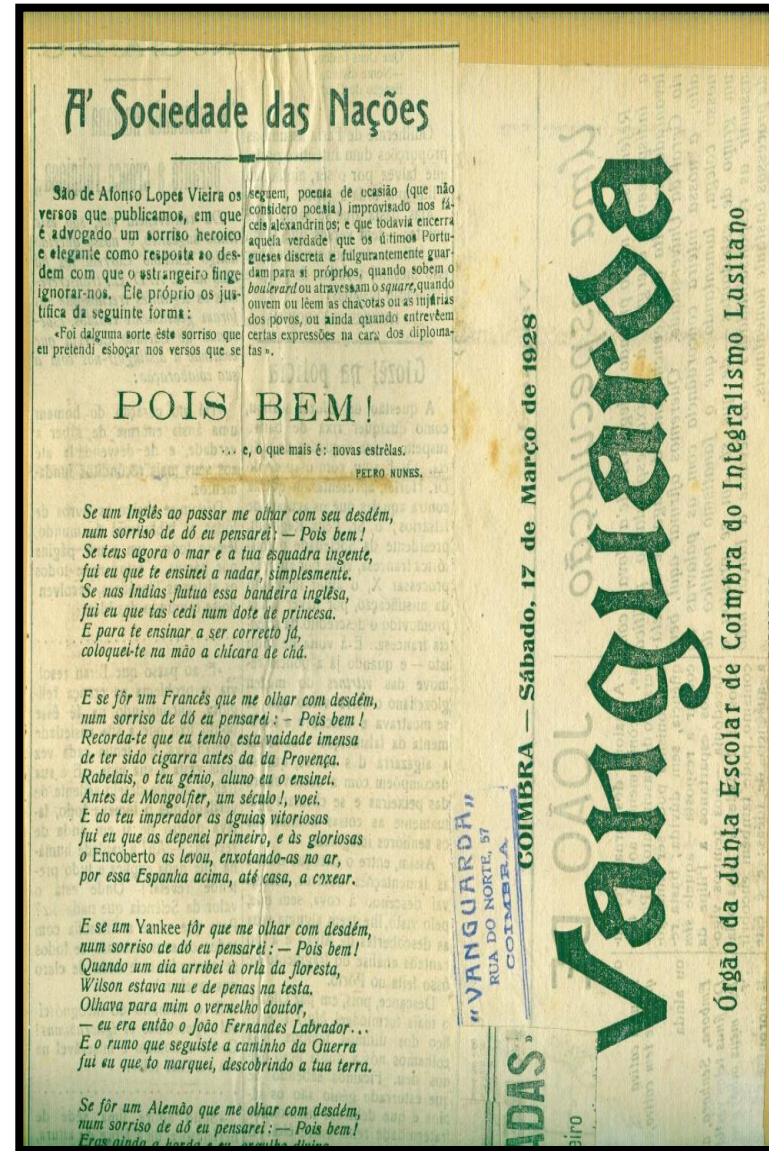 A' Sociedade das Nações
São de Afonso Lopes Vieira os
versos que publicamos, em que
é advogado um sorriso heroico
e elegante como resposta ao des-
dem com que o estrangeiro finge
ignorar-nos. Êle próprio os jus-
tifica da seguinte forma:
«Foi dalguma sorte êste sorriso que
eu pretendi esboçar nos versos que se
seguem, poema de ocasião (que não
considero poesia) improvisado nos fá-
ceis alexandrinos; e que todavia encerra
aquela verdade que os últimos Portu-
gueses discreta e fulgurantemente guar-
dam para si próprios, quando sobem o
boulevard ou atravessam o square, quando
ouvem ou lêem as chacotas ou as injúrias
dos povos, ou ainda quando entrevêem
certas expressões na cara dos diploma-
tas».
POIS BEM!
... e, o que mais é: novas estrêlas.
PEDRO NUNES.
Se um Inglês ao passar me olhar com seu desdém,
num sorriso de dó eu pensarei: — Pois bem!
Se tens agora o mar e a tua esquadra ingente,
fui eu que te ensinei a nadar, simplesmente.
Se nas Indias flutua essa bandeira inglêsa,
fui eu que tas cedi num dote de princesa.
E para te ensinar a ser correcto já,
coloquei-te na mão a chícara de chá.
E se fôr um Francês que me olhar com desdém,
num sorriso de dó eu pensarei: — Pois bem!
Recorda-te que eu tenho esta vaidade imensa
de ter sido cigarra antes da da Provença.
Rabelais, o teu génio, aluno eu o ensinei.
Antes de Mongolfier, um século!, voei.
E do teu imperador as águias vitoriosas
fui eu que as depenei primeiro, e às gloriosas
o Encoberto as levou, enxotando-as no ar,
por essa Espanha acima, até casa, a coxear.
E se um Yankee fôr que me olhar com desdém,
num sorriso de dó eu pensarei: — Pois bem!
Quando um dia arribei à orla da floresta,
Wilson estava nu e de penas na testa.
Olhava para mim o vermelho doutor,
— eu era então o João Fernandes Labrador...
E o rumo que seguiste a caminho da Guerra
fui eu que to marquei, descobrindo a tua terra.
Se fôr um Alemão que me olhar com desdém,
num sorriso de dó eu pensarei: — Pois bem!
Eras ainda a horda e eu, orgulho divino,
«VANGUARDA»
RUA DO NORTE, 57
COIMBRA
COIMBRA — Sábado, 17 de Março de 1928
Vanguarda
Órgão da Junta Escolar de Coimbra do Integralismo Lusitano
ADAS»
eiro